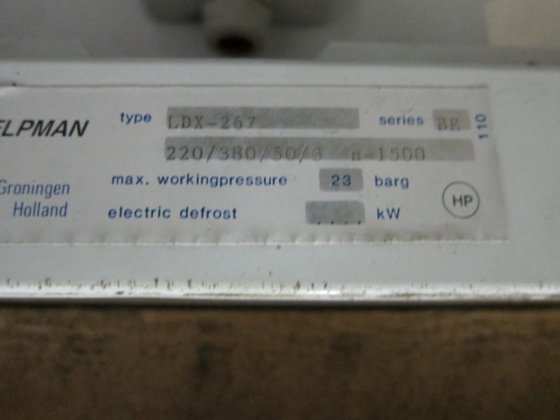 ELPMAN
type LDX-267 series BE
110
220/380/50/3 n=1500
max. workingpressure 23 barg
Groningen
Holland
electric defrost kW
HP